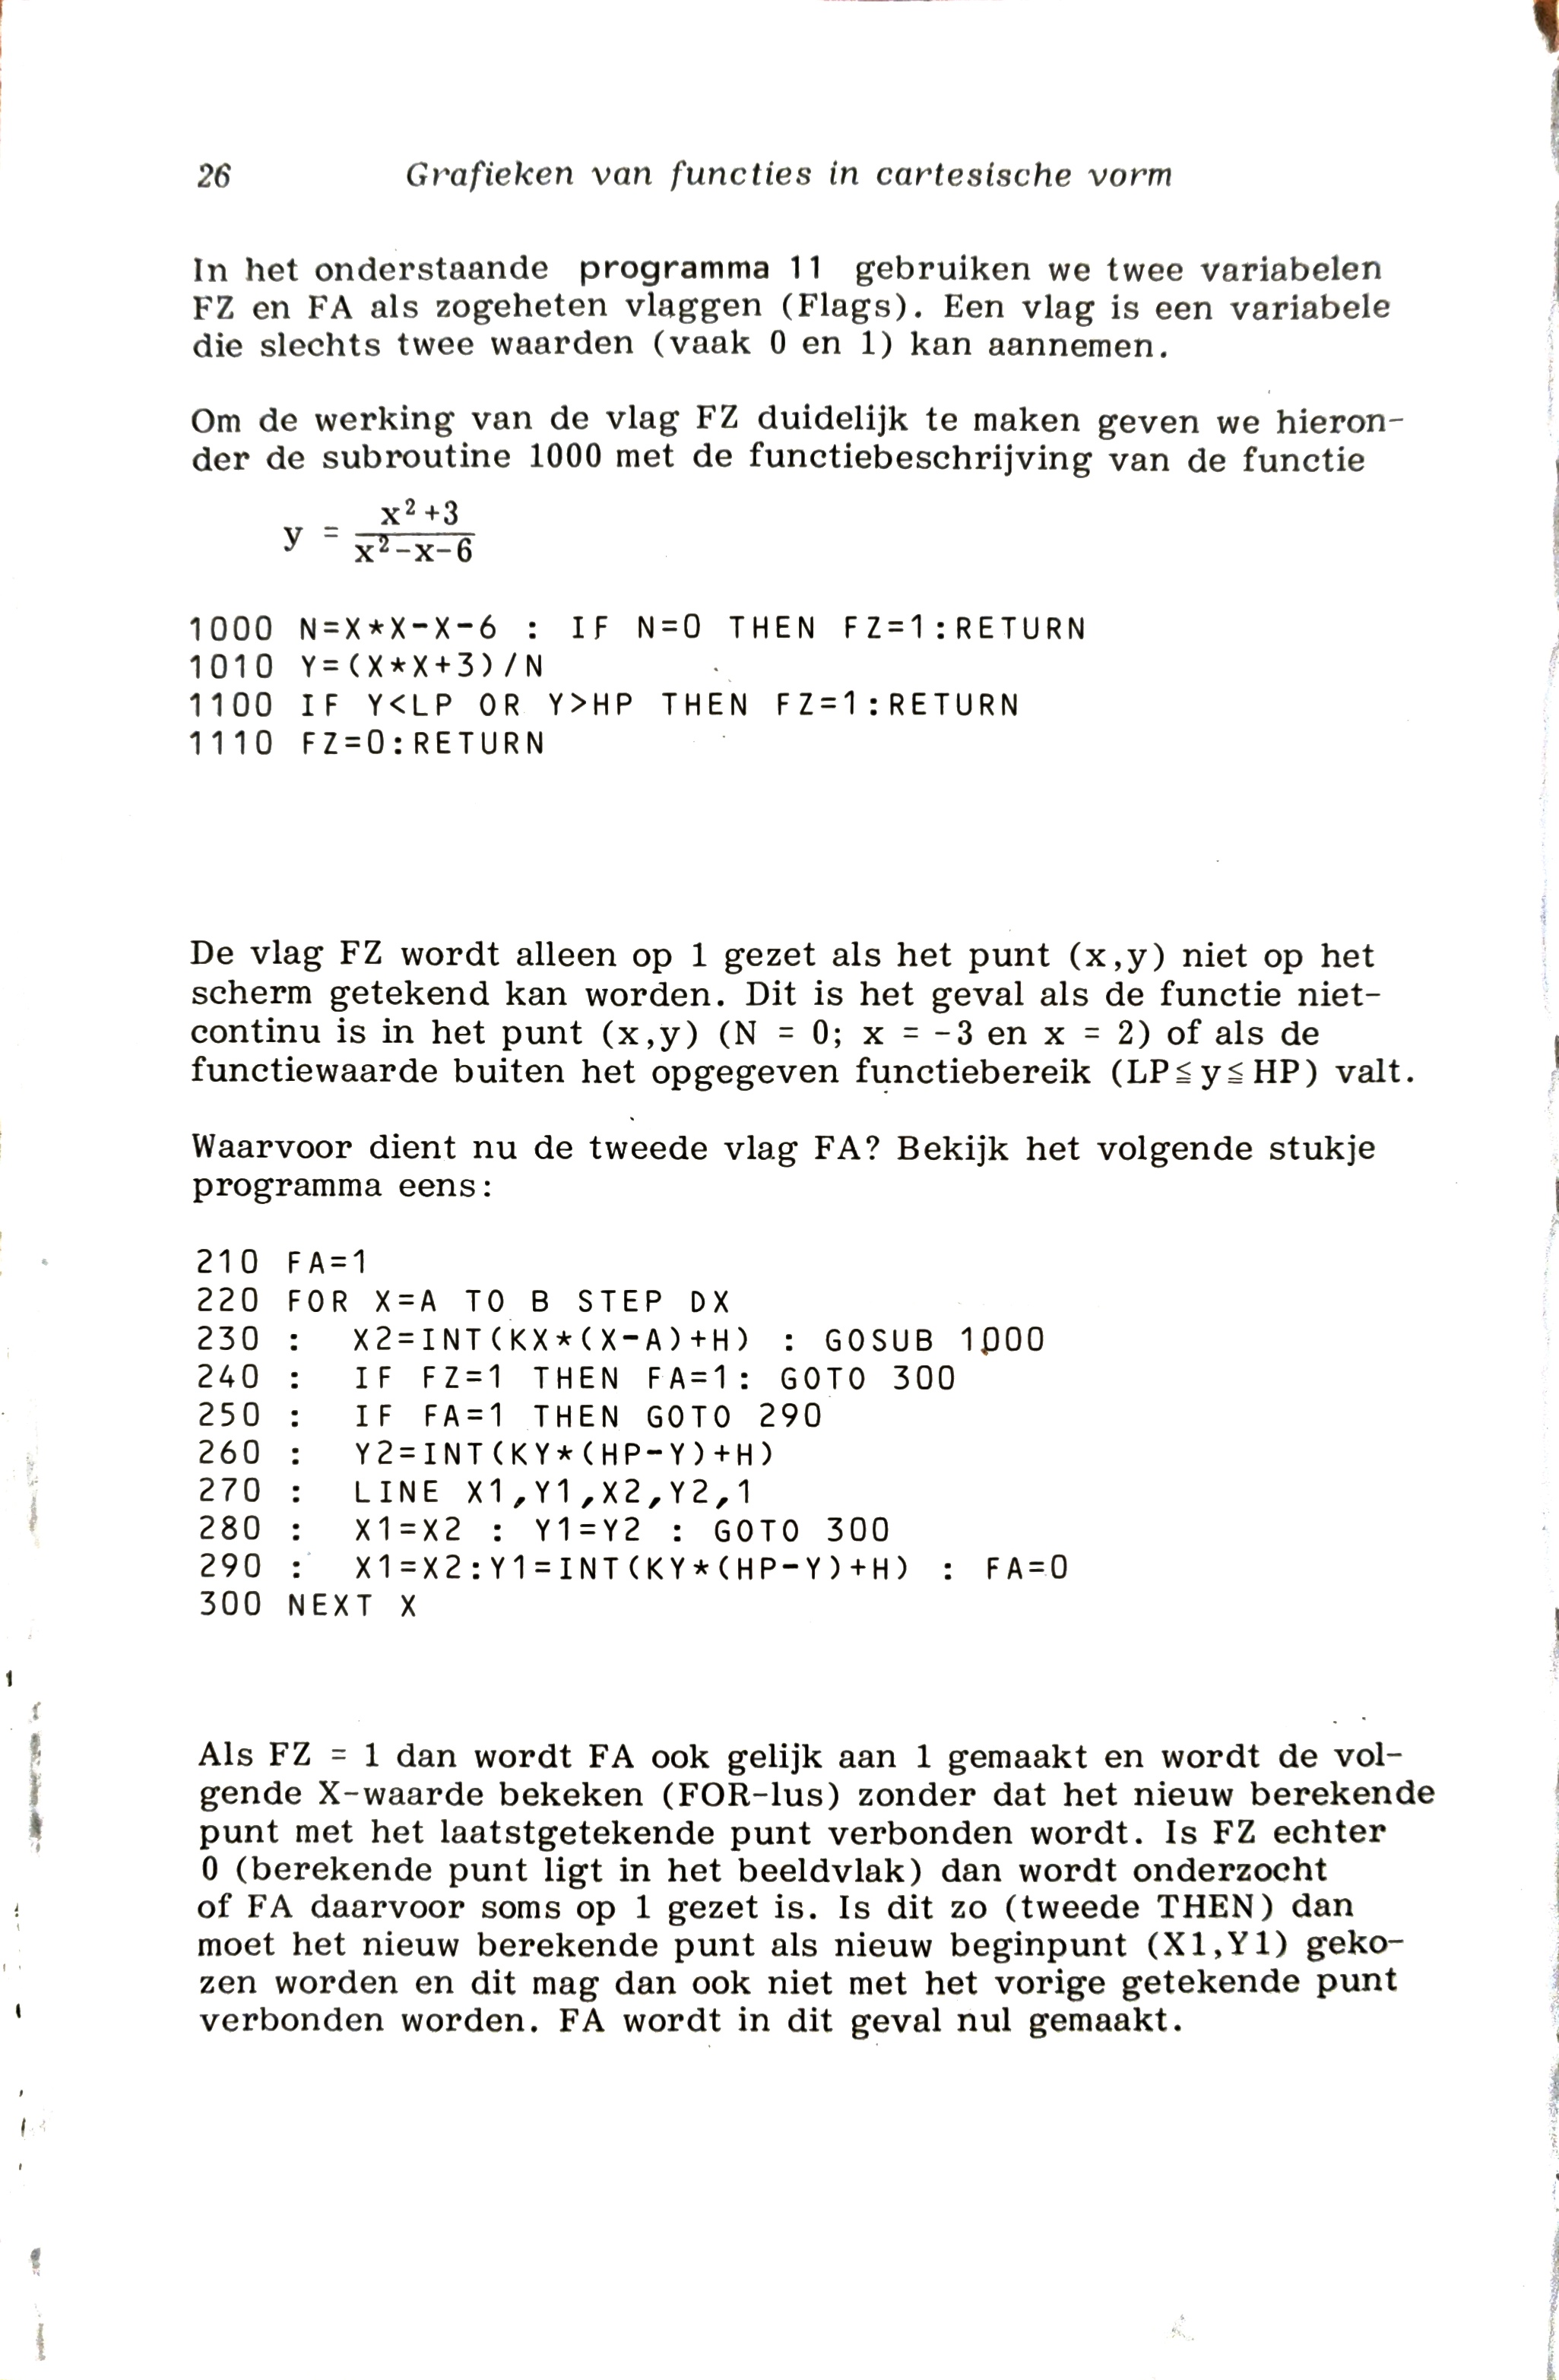 26 Grafieken van functies in cartesische vorm
In het onderstaande programma 11 gebruiken we twee variabelen
FZ en FA als zogeheten vlaggen (Flags). Een vlag is een variabele
die slechts twee waarden (vaak 0 en 1) kan aannemen.
Om de werking van de vlag FZ duidelijk te maken geven we hieron-
der de subroutine 1000 met de functiebeschrijving van de functie
x²+3
y = 
x²-x-6
1000 N=X*X-X-6 : IF N=0 THEN FZ=1:RETURN
1010 Y=(X*X+3)/N
1100 IF Y<LP OR Y>HP THEN FZ=1:RETURN
1110 FZ=0:RETURN
De vlag FZ wordt alleen op 1 gezet als het punt (x,y) niet op het
scherm getekend kan worden. Dit is het geval als de functie niet-
continu is in het punt (x,y) (N = 0; x = -3 en x = 2) of als de
functiewaarde buiten het opgegeven functiebereik (LP≦y≦HP) valt.
Waarvoor dient nu de tweede vlag FA? Bekijk het volgende stukje
programma eens:
210 FA=1
220 FOR X=A TO B STEP DX
230 : X2=INT(KX*(X-A)+H) : GOSUB 1000
240 : IF FZ=1 THEN FA=1: GOTO 300
250 : IF FA=1 THEN GOTO 290
260 : Y2=INT(KY*(HP-Y)+H)
270 : LINE X1,Y1,X2,Y2,1
280 : X1=X2 : Y1=Y2 : GOTO 300
290 : X1=X2:Y1=INT(KY*(HP-Y)+H) : FA=0
300 NEXT X
Als FZ = 1 dan wordt FA ook gelijk aan 1 gemaakt en wordt de vol-
gende X-waarde bekeken (FOR-lus) zonder dat het nieuw berekende
punt met het laatstgetekende punt verbonden wordt. Is FZ echter
0 (berekende punt ligt in het beeldvlak) dan wordt onderzocht
of FA daarvoor soms op 1 gezet is. Is dit zo (tweede THEN) dan
moet het nieuw berekende punt als nieuw beginpunt (X1,Y1) geko-
zen worden en dit mag dan ook niet met het vorige getekende punt
verbonden worden. FA wordt in dit geval nul gemaakt.